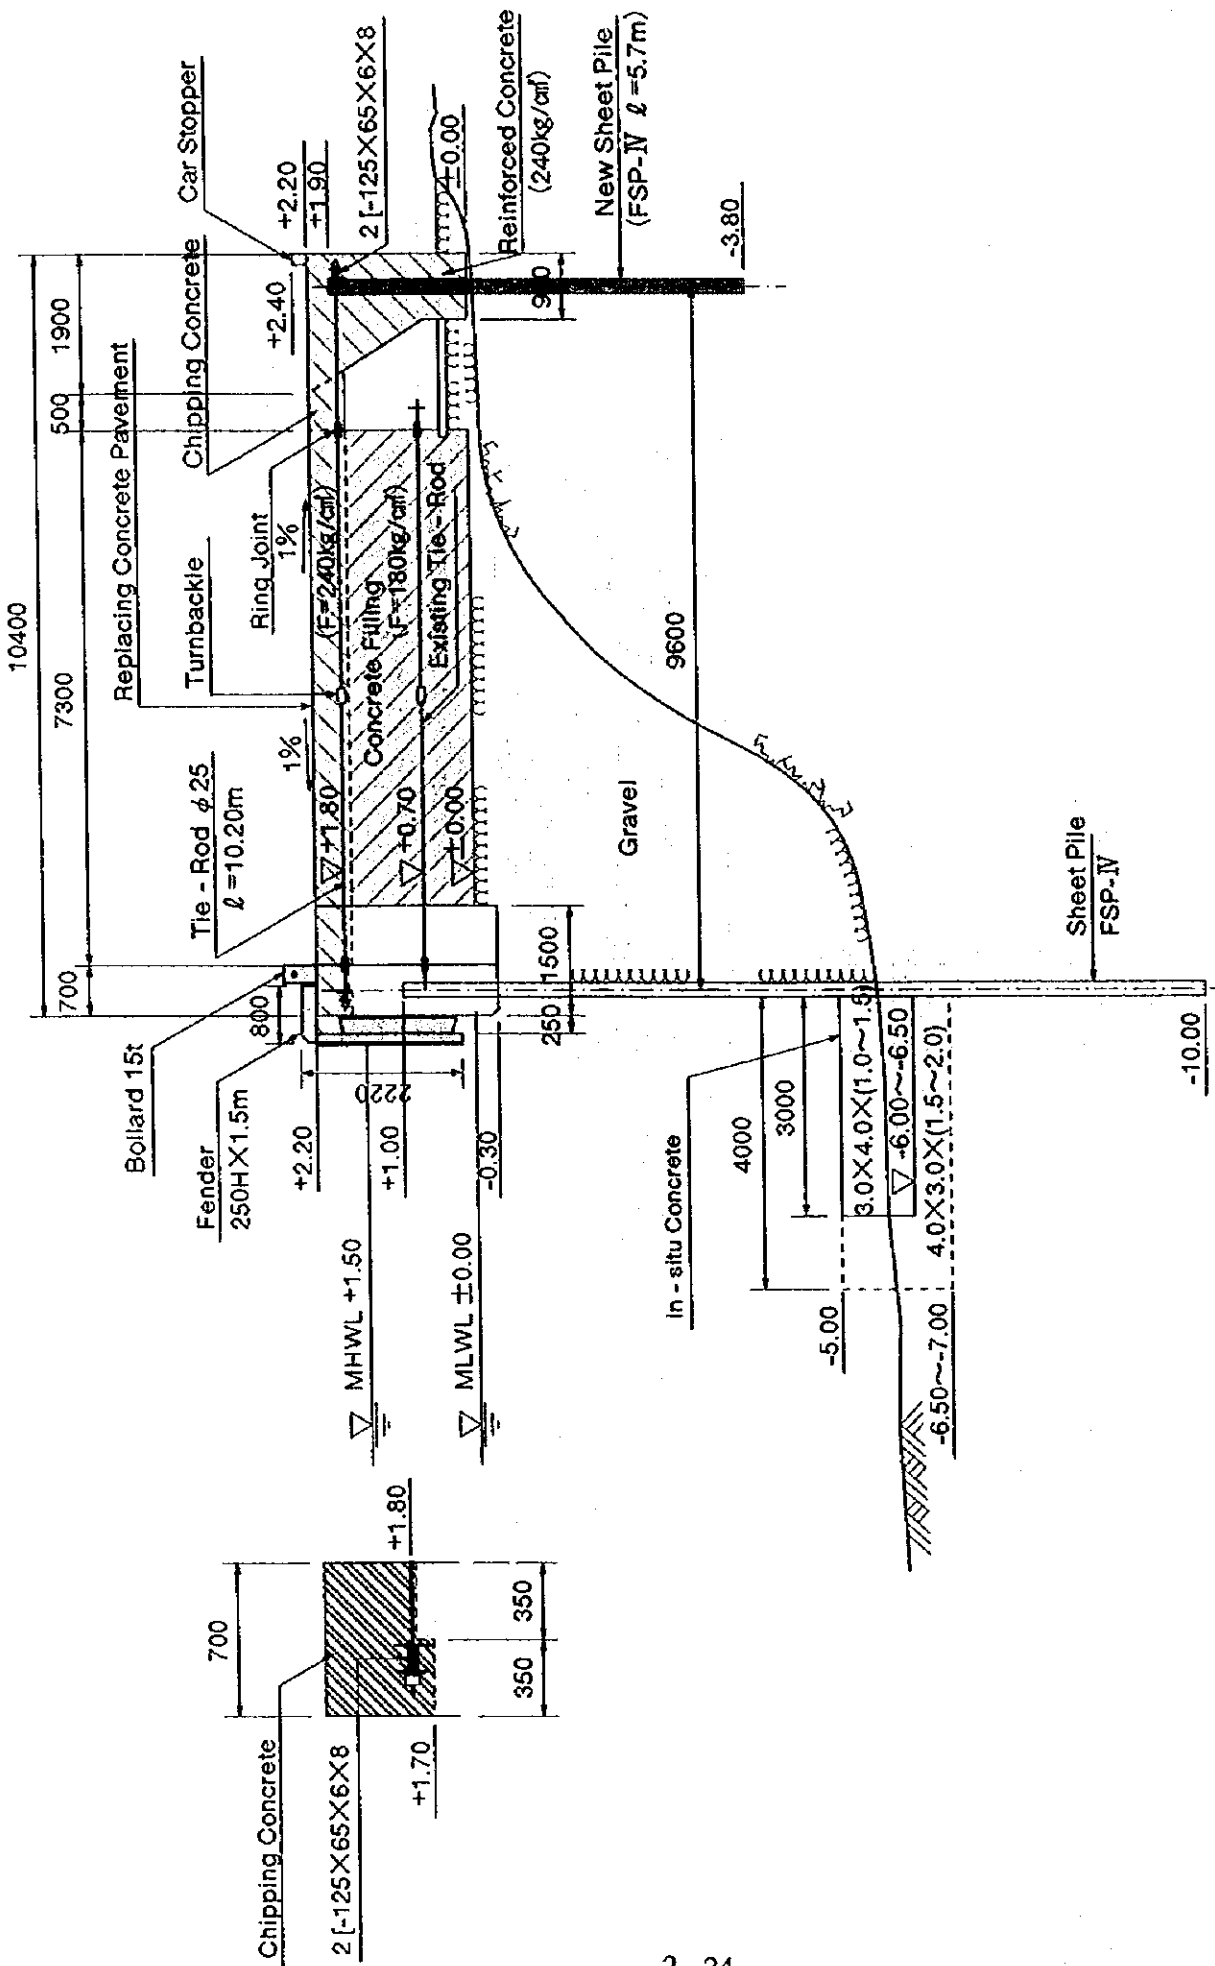 Car Stopper
+2.20
+1.90
2 [-125X65X6X8
±0.00
Reinforced Concrete
(240kg/c㎡)
New Sheet Pile
(FSP-Ⅳ ℓ=5.7m)
-3.80
10400
1900
500
7300
700
Chipping Concrete
+2.40
Replacing Concrete Pavement
Ring Joint
1%
Turnbackle
1%
Tie - Rod φ25
ℓ=10.20m
(F=240kg/c㎡)
Concrete Filling
(F=180kg/c㎡)
Existing Tie - Rod
+1.80
+0.70
±0.00
9600
Gravel
Sheet Pile
FSP-Ⅳ
-10.00
Bollard 15t
800
Fender
250HX1.5m
2220
250
1500
+2.20
+1.00
-0.30
MHWL +1.50
MLWL ±0.00
In - situ Concrete
4000
3000
3.0X4.0X(1.0~1.5)
-6.00~-6.50
4.0X3.0X(1.5~2.0)
-5.00
-6.50~-7.00
700
+1.80
350
350
+1.70
Chipping Concrete
2 [-125X65X6X8